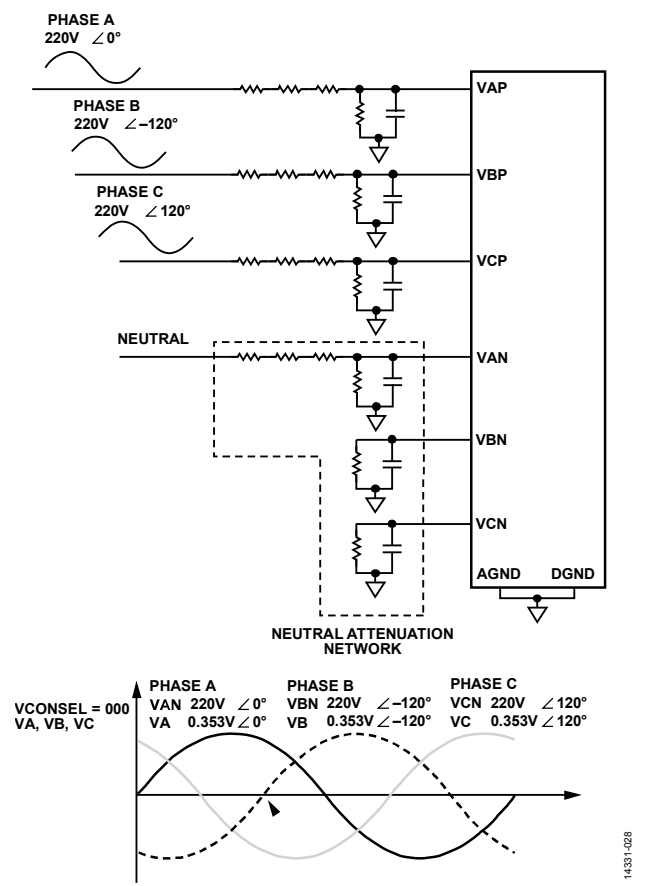 PHASE A
220V ∠0°
VAP
PHASE B
220V ∠–120°
VBP
PHASE C
220V ∠120°
VCP
NEUTRAL
VAN
VBN
VCN
AGND DGND
NEUTRAL ATTENUATION
NETWORK
VCONSEL = 000
VA, VB, VC
PHASE A
VAN 220V ∠0°
VA 0.353V ∠0°
PHASE B
VBN 220V ∠–120°
VB 0.353V ∠–120°
PHASE C
VCN 220V ∠120°
VC 0.353V ∠120°
14331-028